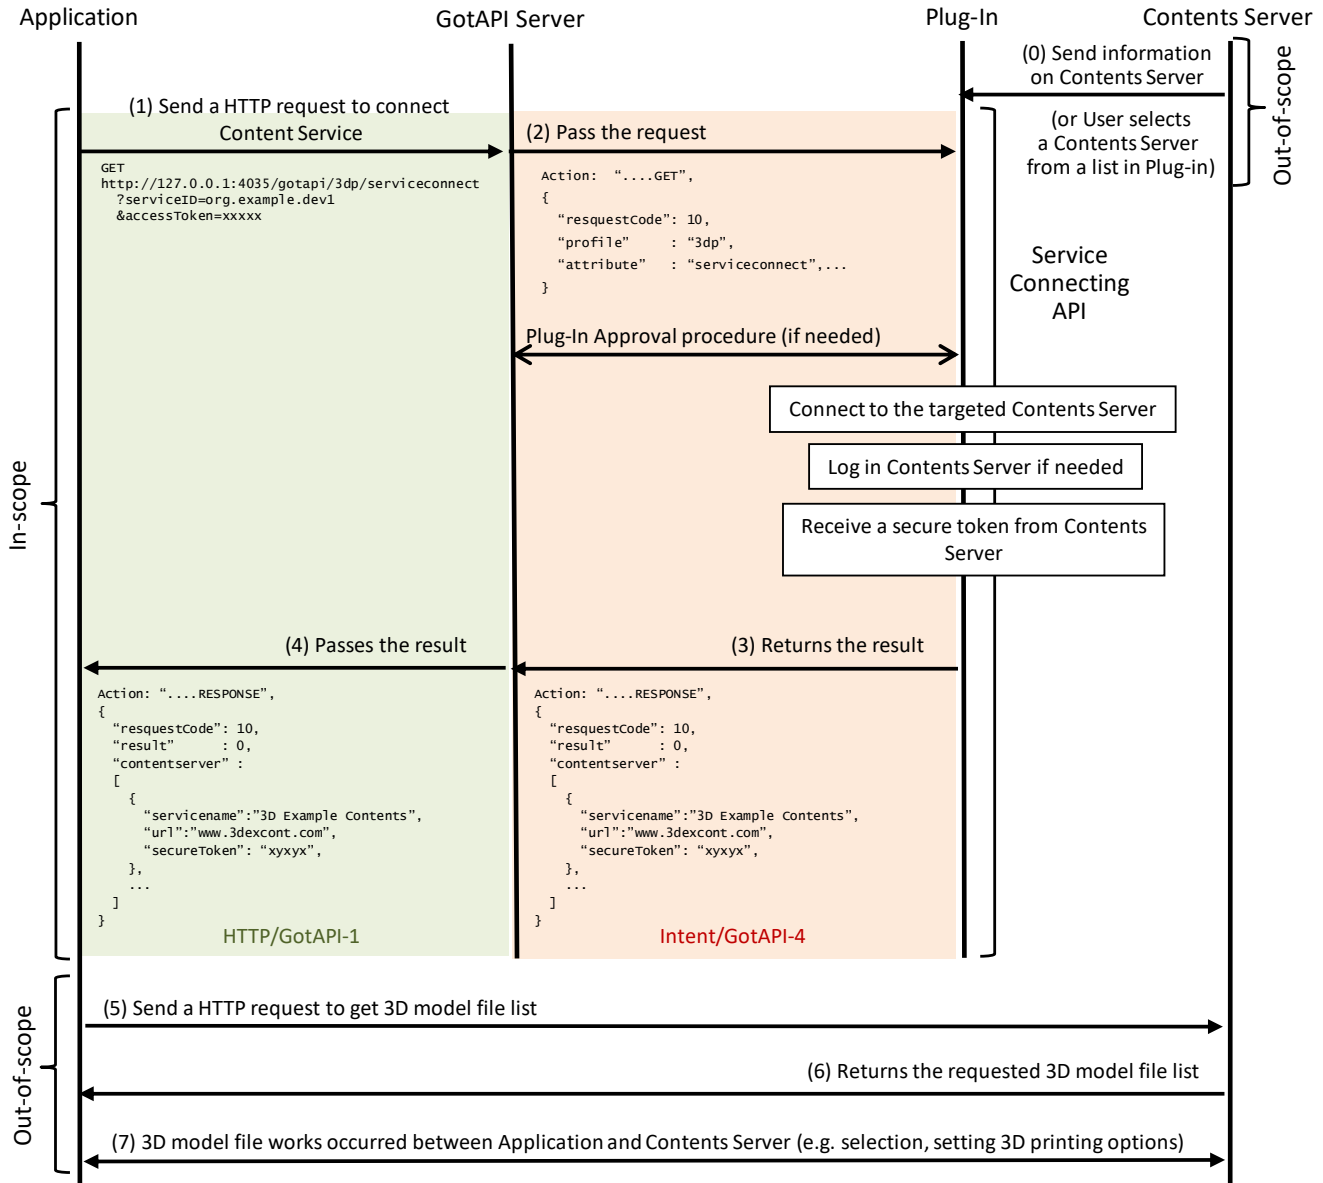 Application
GotAPI Server
Plug-In
Contents Server
(0) Send information
on Contents Server
(or User selects
a Contents Server
from a list in Plug-in)
Out-of-scope
(1) Send a HTTP request to connect
Content Service
GET
http://127.0.0.1:4035/gotapi/3dp/serviceconnect
?serviceID=org.example.dev1
&accessToken=xxxxx
(2) Pass the request
Action:  “....GET”,
{
“resquestCode”: 10,
“profile”     : “3dp”,
“attribute”   : “serviceconnect”,...
}
Service
Connecting
API
Plug-In Approval procedure (if needed)
Connect to the targeted Contents Server
Log in Contents Server if needed
Receive a secure token from Contents
Server
In-scope
(4) Passes the result
Action: “....RESPONSE”,
{
“resquestCode”: 10,
“result”      : 0,
“contentserver” :
[
{
“servicename”:”3D Example Contents”,
“url”:”www.3dexcont.com”,
“secureToken”: “xyxyx”,
},
...
]
}
HTTP/GotAPI-1
(3) Returns the result
Action: “....RESPONSE”,
{
“resquestCode”: 10,
“result”      : 0,
“contentserver” :
[
{
“servicename”:”3D Example Contents”,
“url”:”www.3dexcont.com”,
“secureToken”: “xyxyx”,
},
...
]
}
Intent/GotAPI-4
Out-of-scope
(5) Send a HTTP request to get 3D model file list
(6) Returns the requested 3D model file list
(7) 3D model file works occurred between Application and Contents Server (e.g. selection, setting 3D printing options)